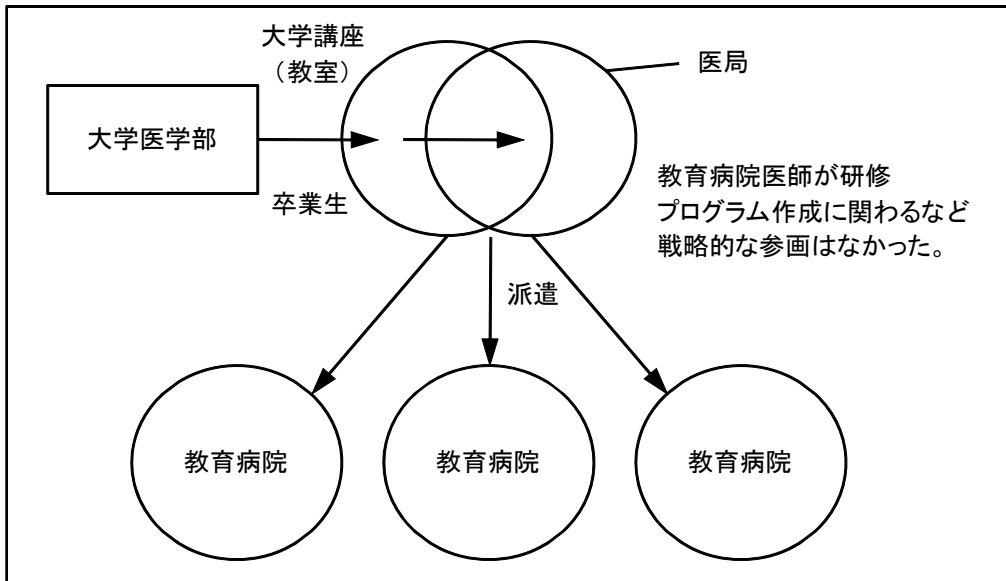 大学講座
（教室）
医局
大学医学部
卒業生
教育病院医師が研修
プログラム作成に関わるなど
戦略的な参画はなかった。
派遣
教育病院
教育病院
教育病院